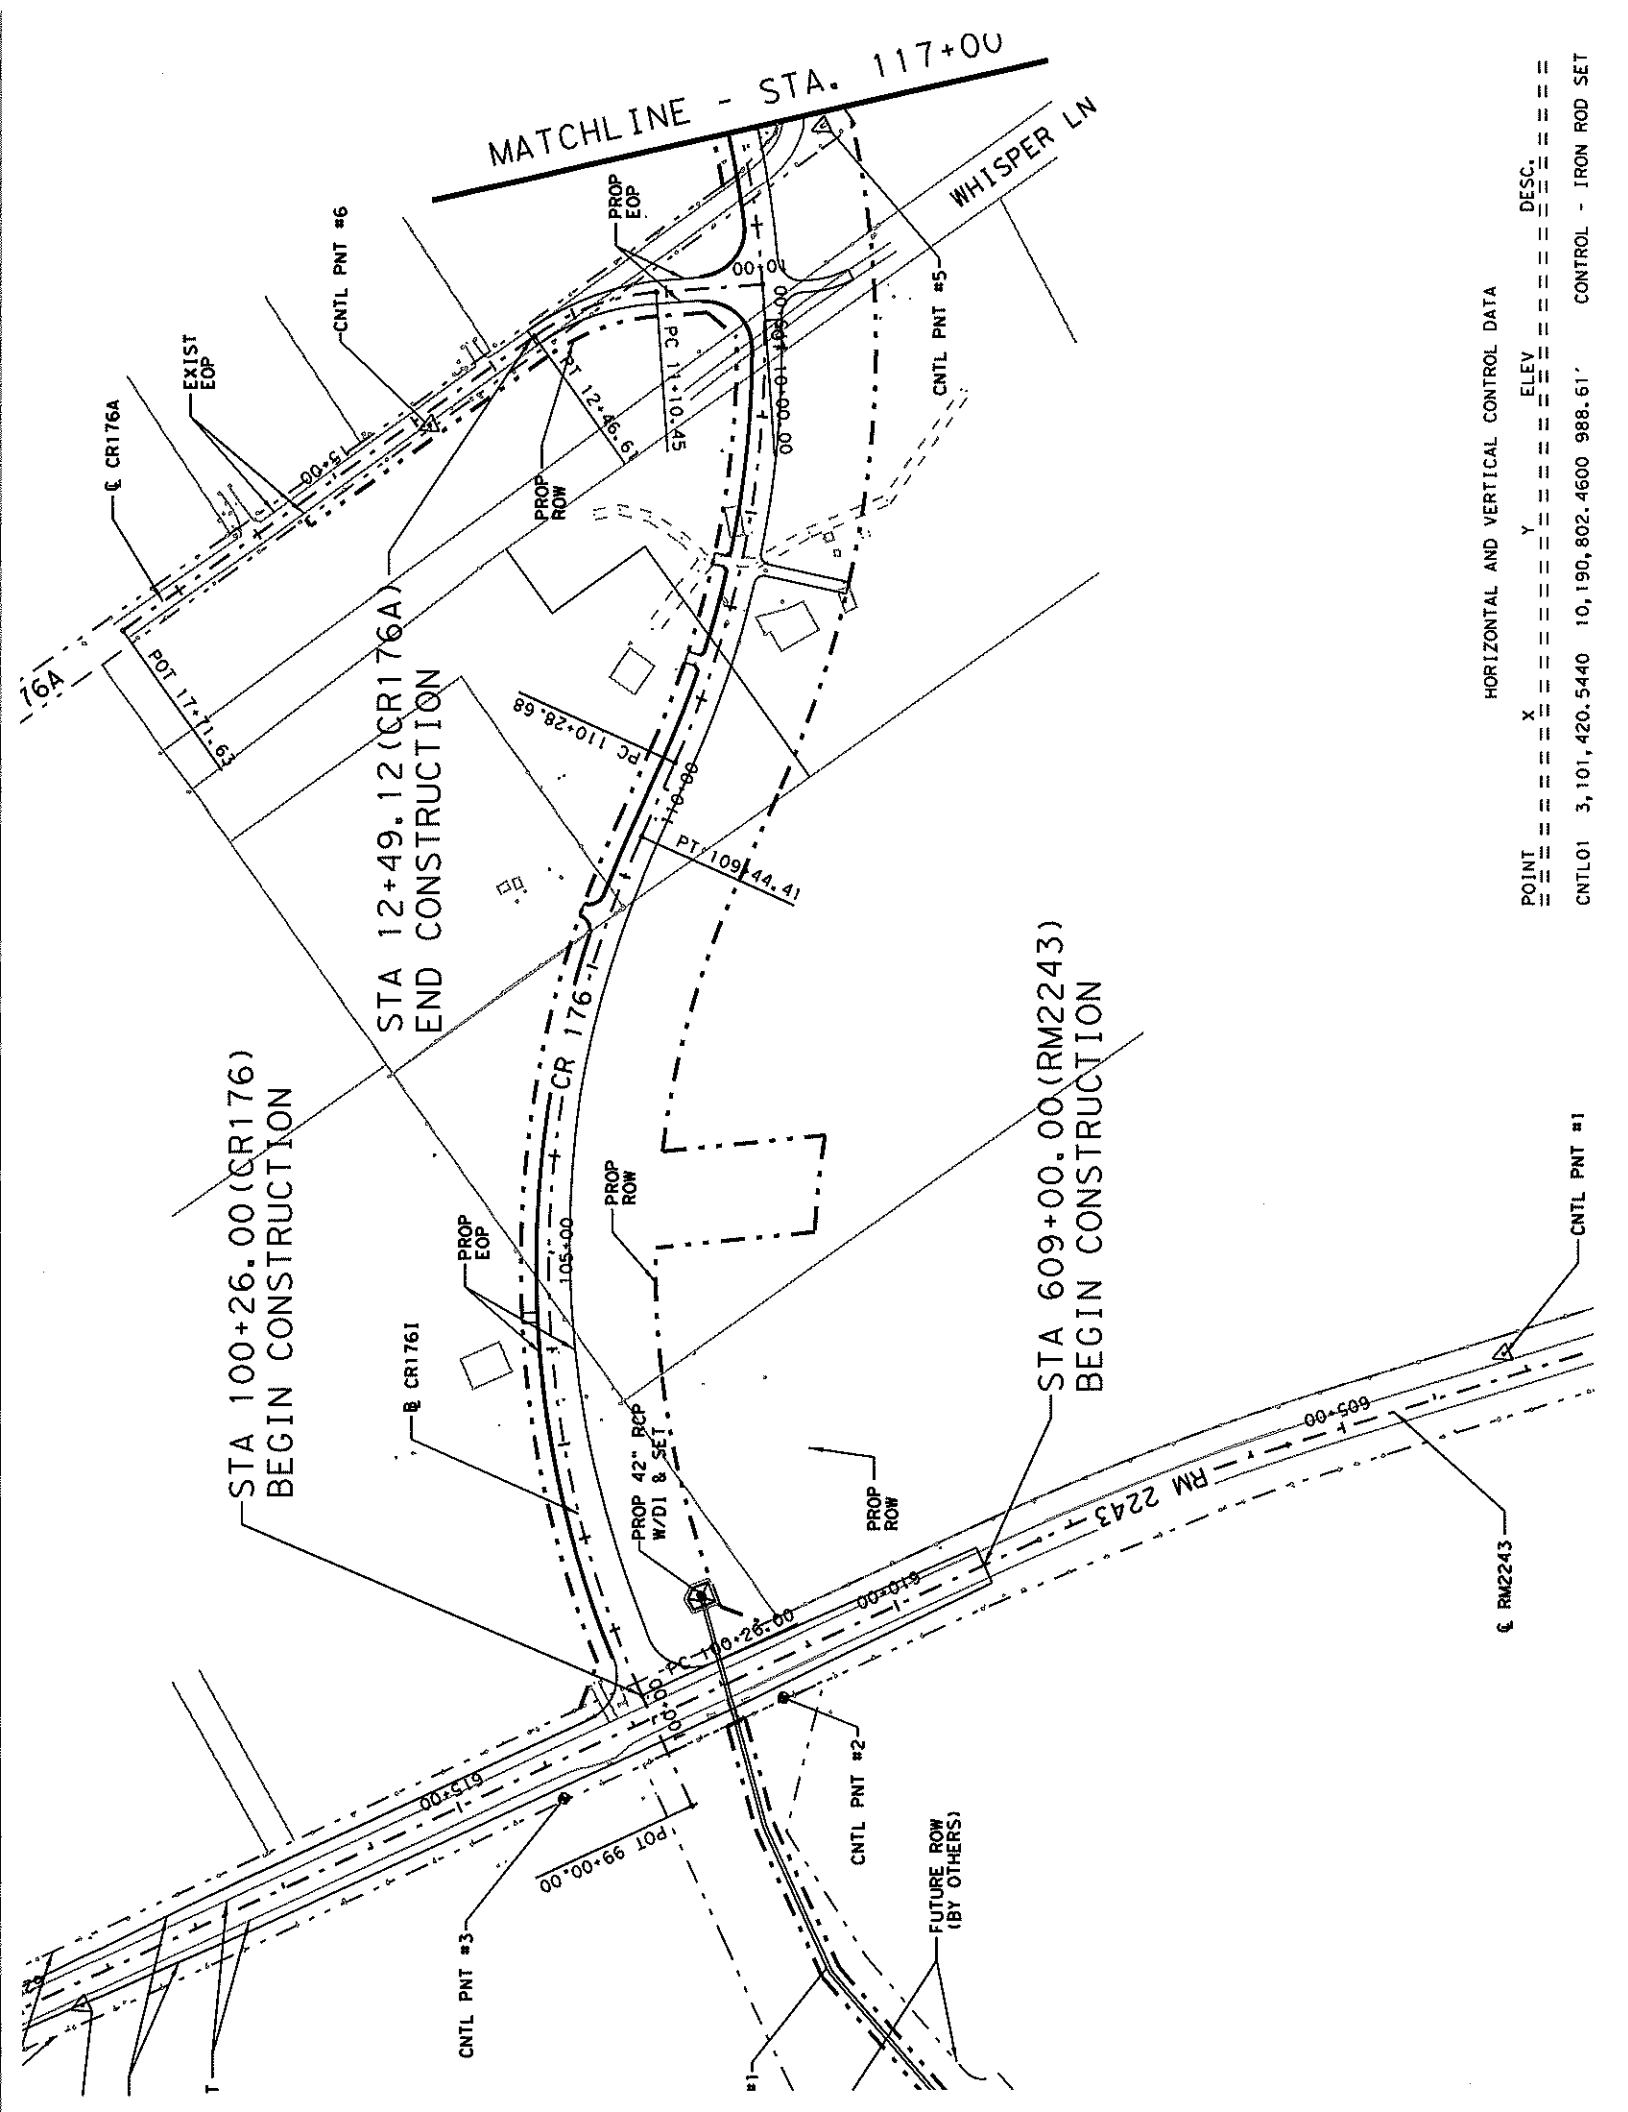 MATCHLINE - STA. 117+00
WHISPER LN
CNTL PNT #6
PROP
EOP
EXIST
EOP
℄ CR176A
15+00
10+00
CNTL PNT #5
PC 11+10.45
PROP
ROW
POT 17+71.63
76A
STA 12+49.12(CR176A)
END CONSTRUCTION
PC 110+28.68
110+00
PT 109+44.41
CR 176
STA 100+26.00(CR176)
BEGIN CONSTRUCTION
PROP
EOP
105+00
PROP
ROW
CR176I
PROP 42" RCP
W/DI & SET
PROP
ROW
STA 609+00.00(RM2243)
BEGIN CONSTRUCTION
PC 100+26.00
610+00
RM 2243
605+00
CNTL PNT #1
℄ RM2243
615+00
POT 99+00.00
CNTL PNT #2
CNTL PNT #3
FUTURE ROW
(BY OTHERS)
#1
T
HORIZONTAL AND VERTICAL CONTROL DATA
POINT X Y ELEV DESC.
CNTL01 3,101,420.5440 10,190,802.4600 988.61' CONTROL - IRON ROD SET